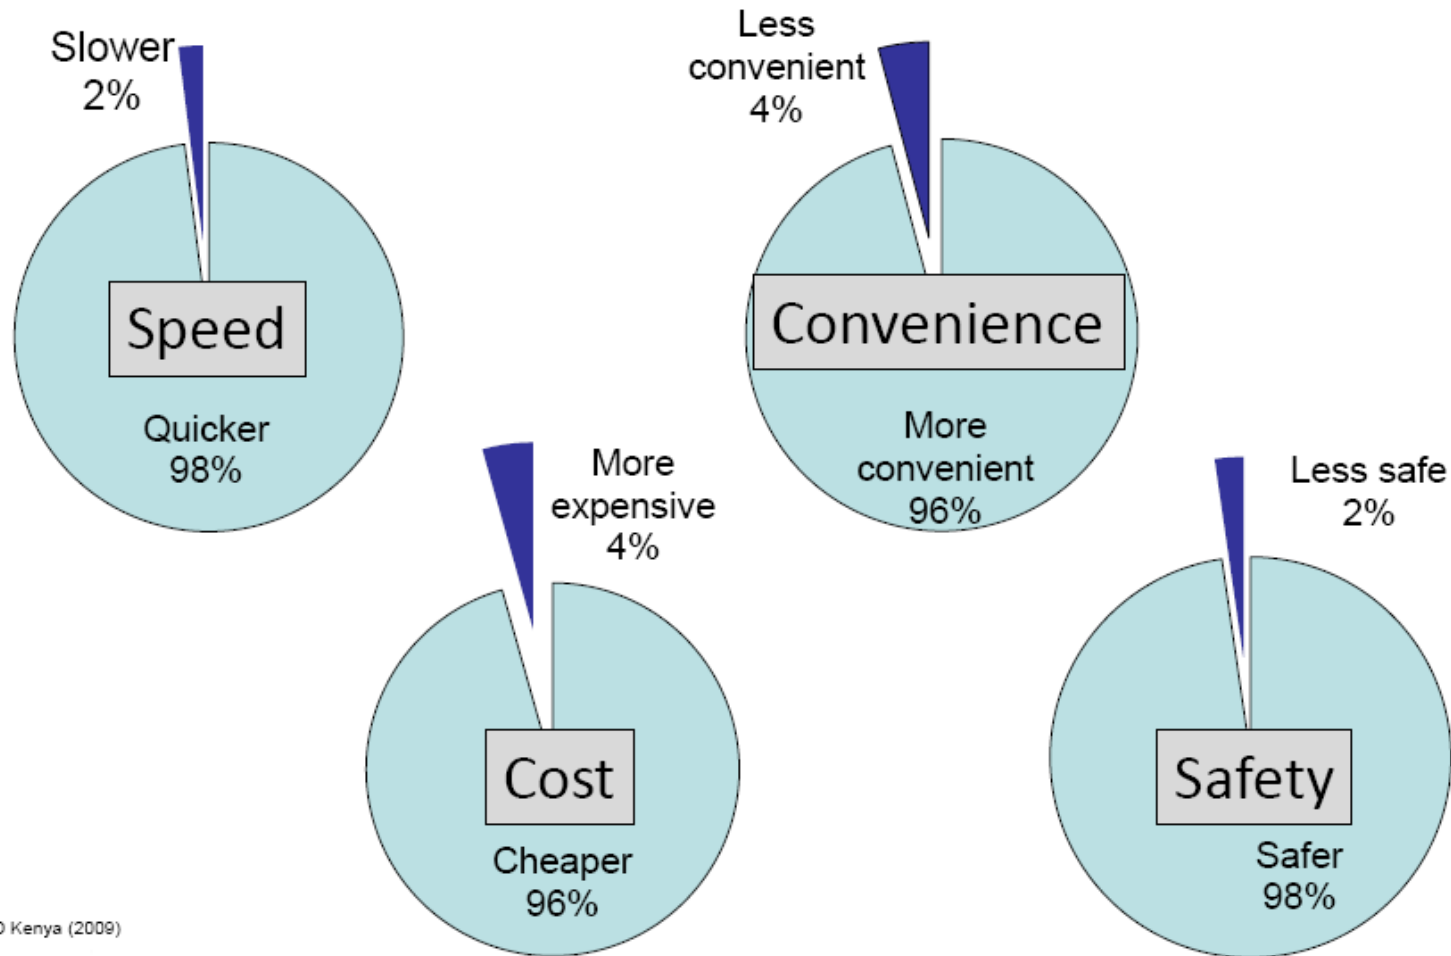 Slower
2%
Speed
Quicker
98%
Less
convenient
4%
Convenience
More
convenient
96%
More
expensive
4%
Cost
Cheaper
96%
Less safe
2%
Safety
Safer
98%
Kenya (2009)